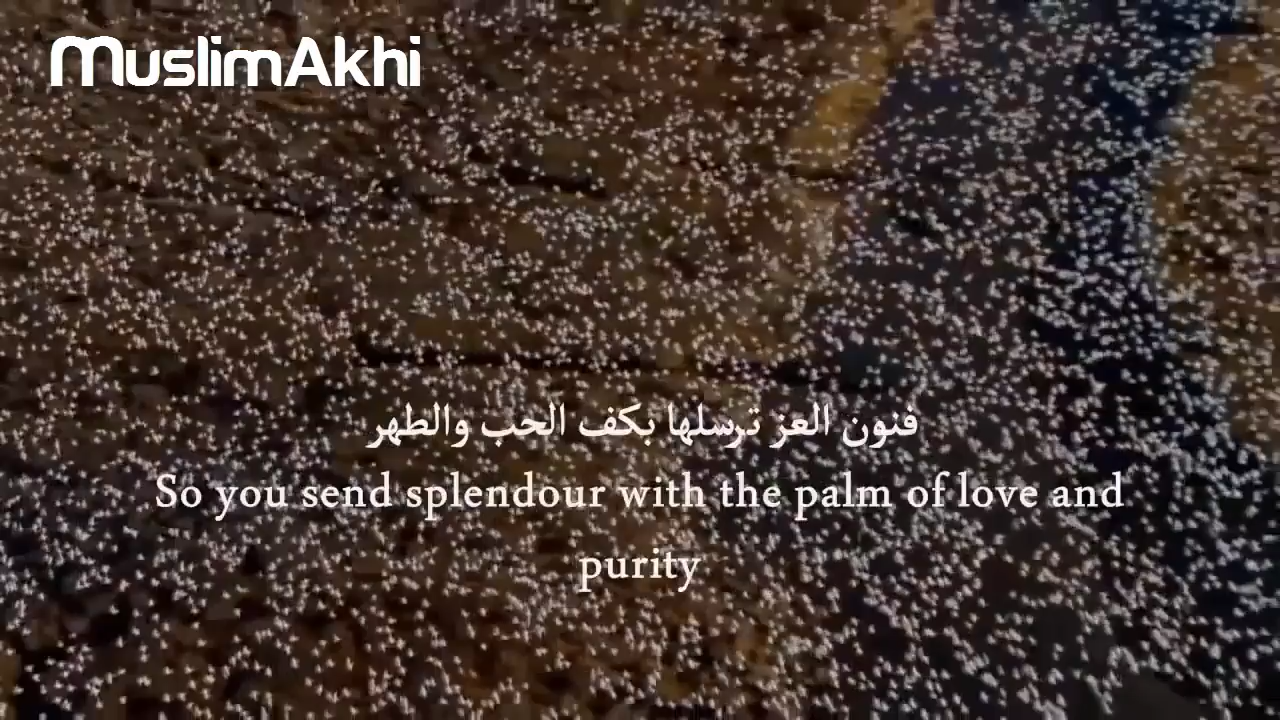 MuslimAkhi
فنون العز ترسلها بكف الحب والطهر
So you send splendour with the palm of love and
purity